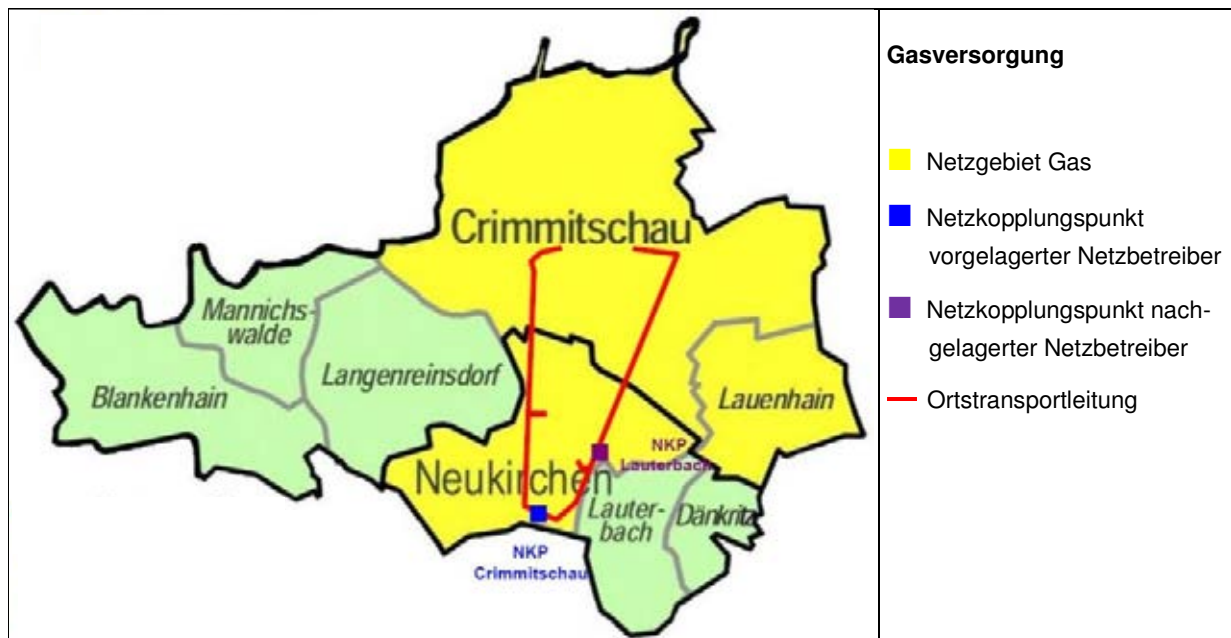 Crimmitschau
Mannichs-
walde
Langenreinsdorf
Blankenhain
Lauenhain
NKP
Lauterbach
Neukirchen
Lauter-
bach
Dänkritz
NKP
Crimmitschau
Gasversorgung
Netzgebiet Gas
Netzkopplungspunkt
vorgelagerter Netzbetreiber
Netzkopplungspunkt nach-
gelagerter Netzbetreiber
Ortstransportleitung